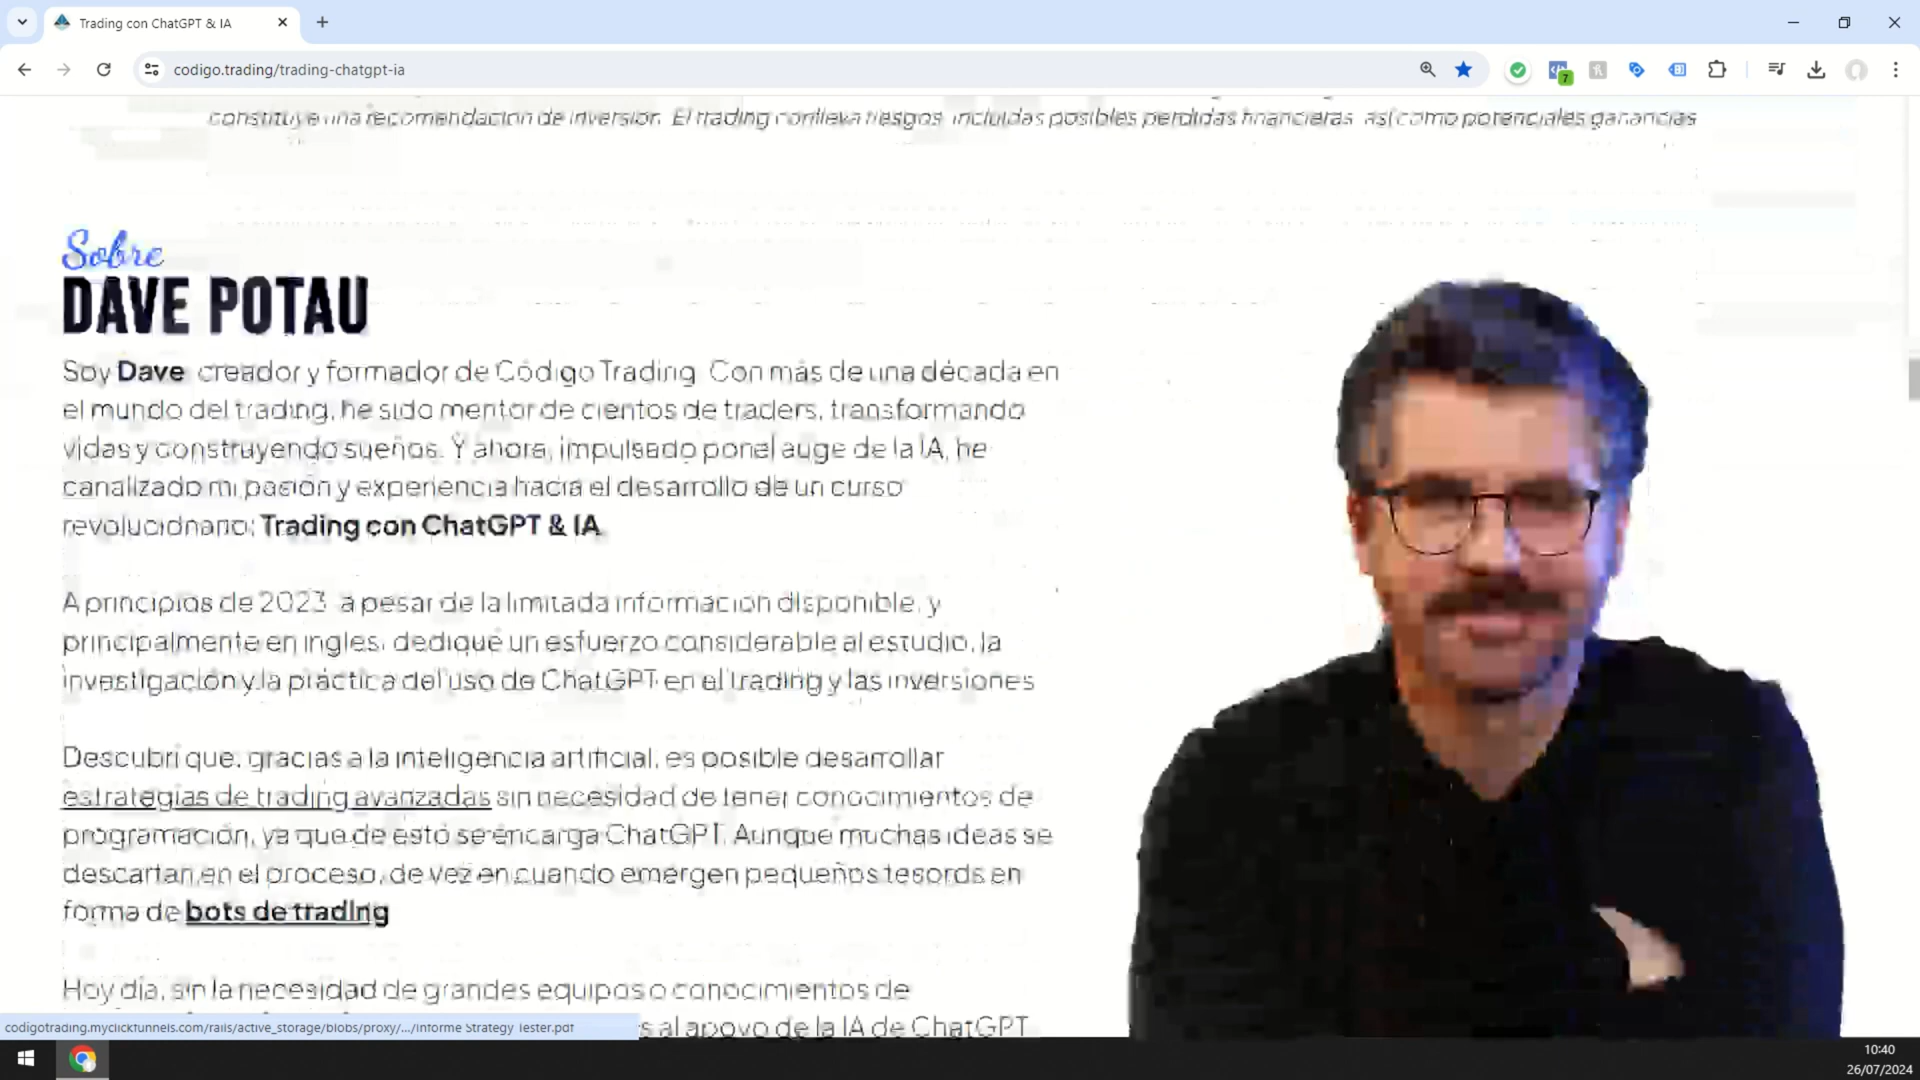 Trading con ChatGPT & IA
codigo.trading/trading-chatgpt-ia
7
constituye una recomendación de inversión. El trading conlleva riesgos, incluidas posibles pérdidas financieras, así como potenciales ganancias
Sobre
DAVE POTAU
Soy Dave, creador y formador de Código Trading. Con más de una década en
el mundo del trading, he sido mentor de cientos de traders, transformando
vidas y construyendo sueños. Y ahora, impulsado por el auge de la IA, he
canalizado mi pasión y experiencia hacia el desarrollo de un curso
revolucionario: Trading con ChatGPT & IA.
A principios de 2023, a pesar de la limitada información disponible, y
principalmente en inglés, dediqué un esfuerzo considerable al estudio, la
investigación y la práctica del uso de ChatGPT en el trading y las inversiones
Descubrí que, gracias a la inteligencia artificial, es posible desarrollar
estrategias de trading avanzadas sin necesidad de tener conocimientos de
programación, ya que de esto se encarga ChatGPT. Aunque muchas ideas se
descartan en el proceso, de vez en cuando emergen pequeños tesoros en
forma de bots de trading
Hoy día, sin la necesidad de grandes equipos o conocimientos de
s al apoyo de la IA de ChatGPT
codigotrading.myclickfunnels.com/rails/active_storage/blobs/proxy/.../Informe Strategy Tester.pdf
10:40
26/07/2024